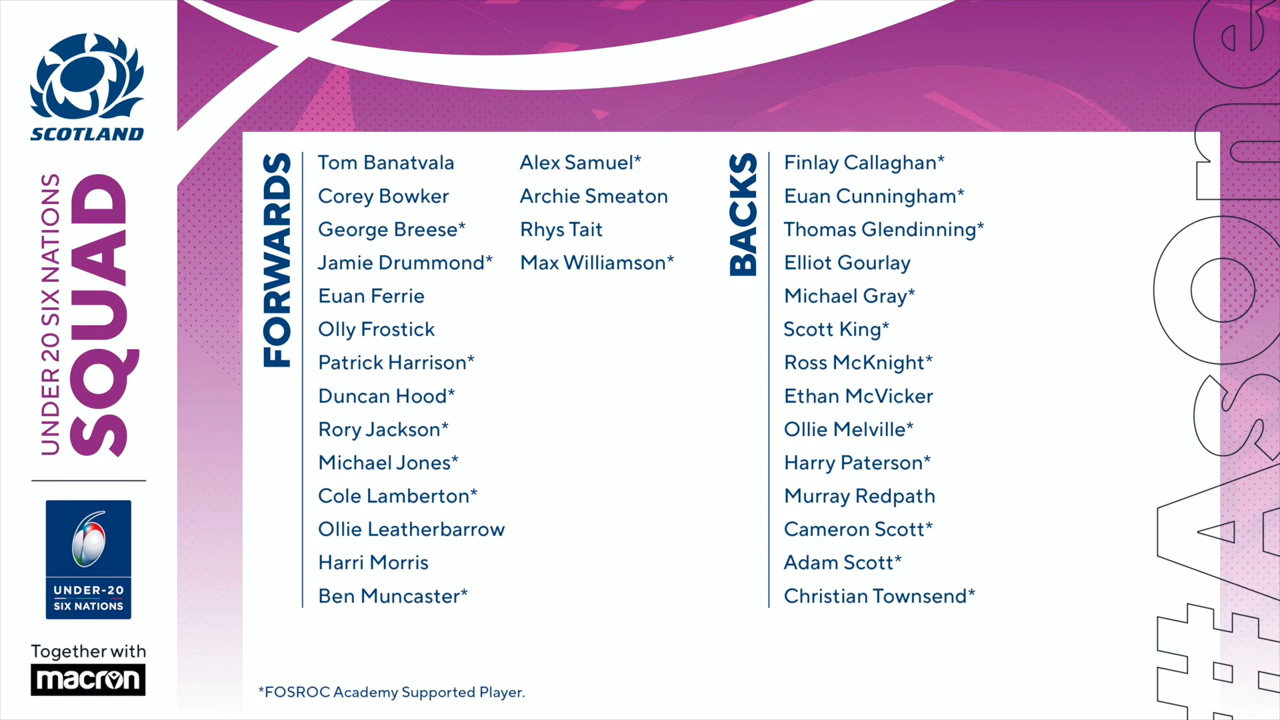 SCOTLAND
UNDER 20 SIX NATIONS
SQUAD
UNDER-20
SIX NATIONS
Together with
macron
FORWARDS
Tom Banatvala
Corey Bowker
George Breese*
Jamie Drummond*
Euan Ferrie
Olly Frostick
Patrick Harrison*
Duncan Hood*
Rory Jackson*
Michael Jones*
Cole Lamberton*
Ollie Leatherbarrow
Harri Morris
Ben Muncaster*
Alex Samuel*
Archie Smeaton
Rhys Tait
Max Williamson*
BACKS
Finlay Callaghan*
Euan Cunningham*
Thomas Glendinning*
Elliot Gourlay
Michael Gray*
Scott King*
Ross McKnight*
Ethan McVicker
Ollie Melville*
Harry Paterson*
Murray Redpath
Cameron Scott*
Adam Scott*
Christian Townsend*
*FOSROC Academy Supported Player.
#AsOne